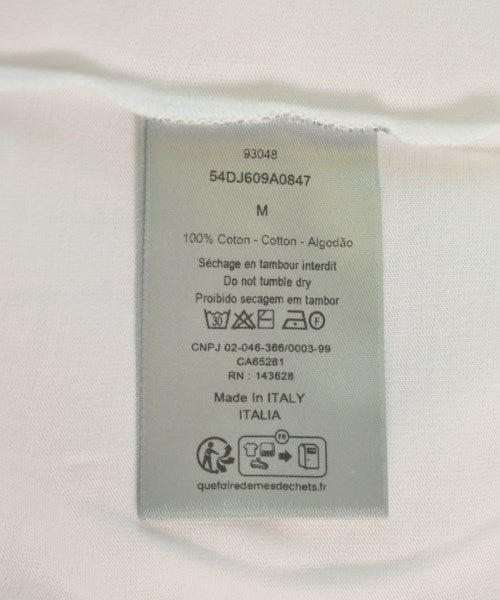 93048
54DJ609A0847
M
100% Coton - Cotton - Algodão
Séchage en tambour interdit
Do not tumble dry
Proibido secagem em tambor
30 F
CNPJ 02-046-366/0003-99
CA65281
RN : 143628
Made In ITALY
ITALIA
FR
quefairedemesdechets.fr